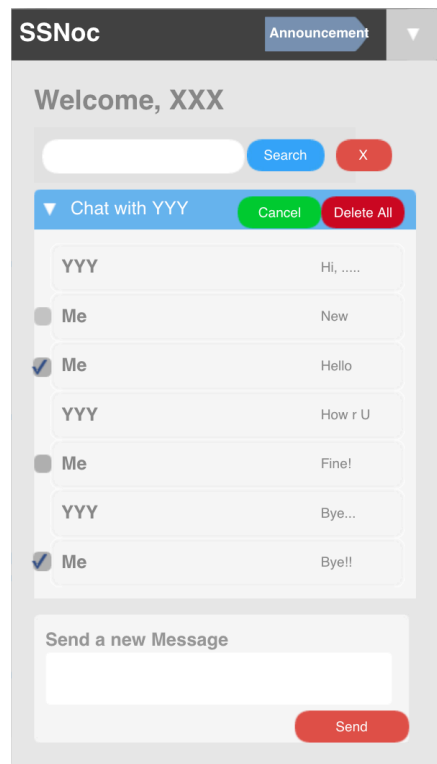 SSNoc Announcement ▼
Welcome, XXX
Search X
▼ Chat with YYY Cancel Delete All
YYY Hi, .....
Me New
Me Hello
YYY How r U
Me Fine!
YYY Bye...
Me Bye!!
Send a new Message
Send